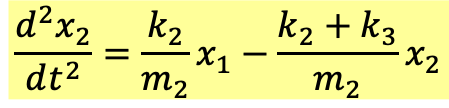 d²x₂/dt² = k₂/m₂ x₁ − (k₂ + k₃)/m₂ x₂